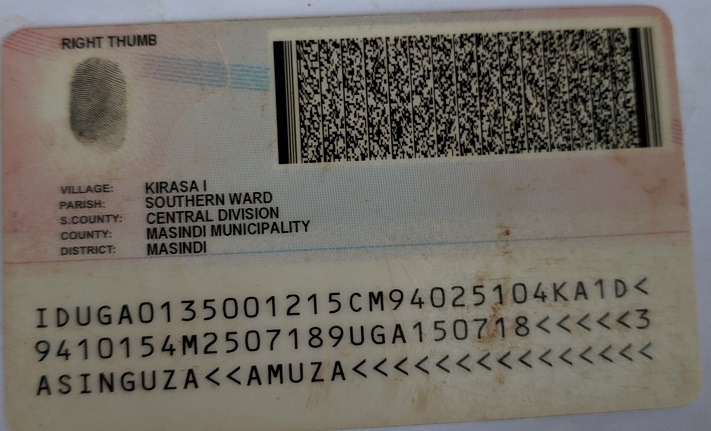 RIGHT THUMB
VILLAGE: KIRASA I
PARISH: SOUTHERN WARD
S.COUNTY: CENTRAL DIVISION
COUNTY: MASINDI MUNICIPALITY
DISTRICT: MASINDI
IDUGA0135001215CM94025104KA1D<
9410154M2507189UGA150718<<<<<3
ASINGUZA<<AMUZA<<<<<<<<<<<<<<<